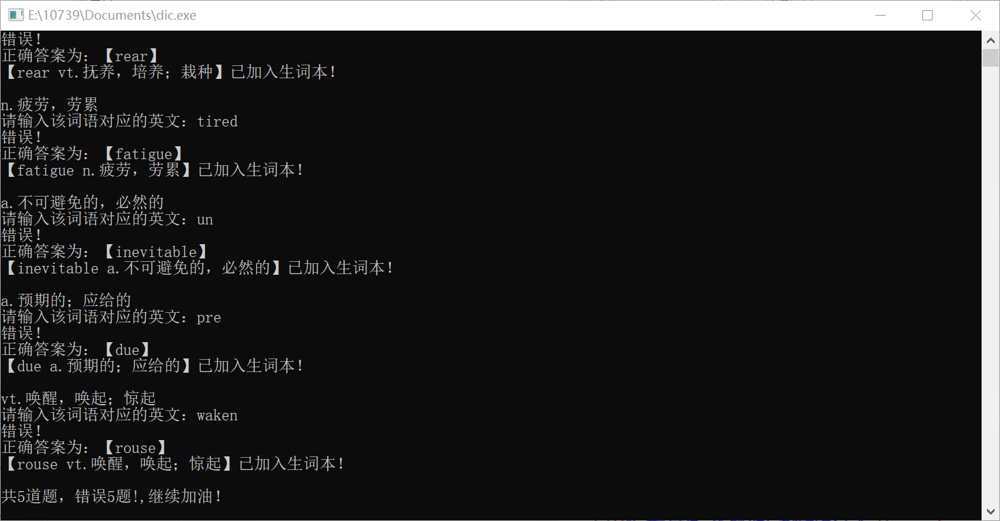 E:\10739\Documents\dic.exe
错误!
正确答案为：【rear】
【rear vt.抚养，培养；栽种】已加入生词本!
n.疲劳，劳累
请输入该词语对应的英文：tired
错误!
正确答案为：【fatigue】
【fatigue n.疲劳，劳累】已加入生词本!
a.不可避免的，必然的
请输入该词语对应的英文：un
错误!
正确答案为：【inevitable】
【inevitable a.不可避免的，必然的】已加入生词本!
a.预期的；应给的
请输入该词语对应的英文：pre
错误!
正确答案为：【due】
【due a.预期的；应给的】已加入生词本!
vt.唤醒，唤起；惊起
请输入该词语对应的英文：waken
错误!
正确答案为：【rouse】
【rouse vt.唤醒，唤起；惊起】已加入生词本!
共5道题，错误5题!,继续加油!